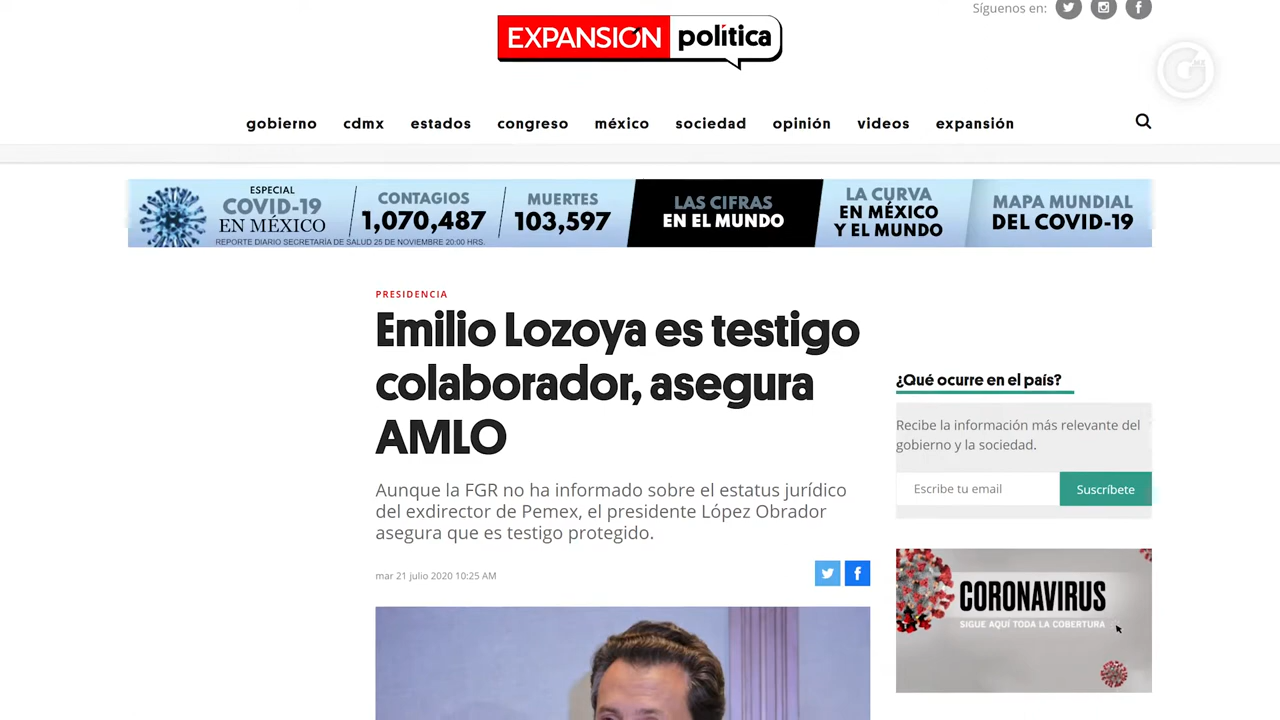 Síguenos en:
EXPANSIÓN política
G MX
gobierno cdmx estados congreso méxico sociedad opinión videos expansión
ESPECIAL
COVID-19
EN MÉXICO
CONTAGIOS
1,070,487
MUERTES
103,597
REPORTE DIARIO SECRETARÍA DE SALUD 25 DE NOVIEMBRE 20:00 HRS.
LAS CIFRAS
EN EL MUNDO
LA CURVA
EN MÉXICO
Y EL MUNDO
MAPA MUNDIAL
DEL COVID-19
PRESIDENCIA
Emilio Lozoya es testigo
colaborador, asegura
AMLO
Aunque la FGR no ha informado sobre el estatus jurídico
del exdirector de Pemex, el presidente López Obrador
asegura que es testigo protegido.
mar 21 julio 2020 10:25 AM
¿Qué ocurre en el país?
Recibe la información más relevante del
gobierno y la sociedad.
Escribe tu email
Suscríbete
CORONAVIRUS
SIGUE AQUÍ TODA LA COBERTURA